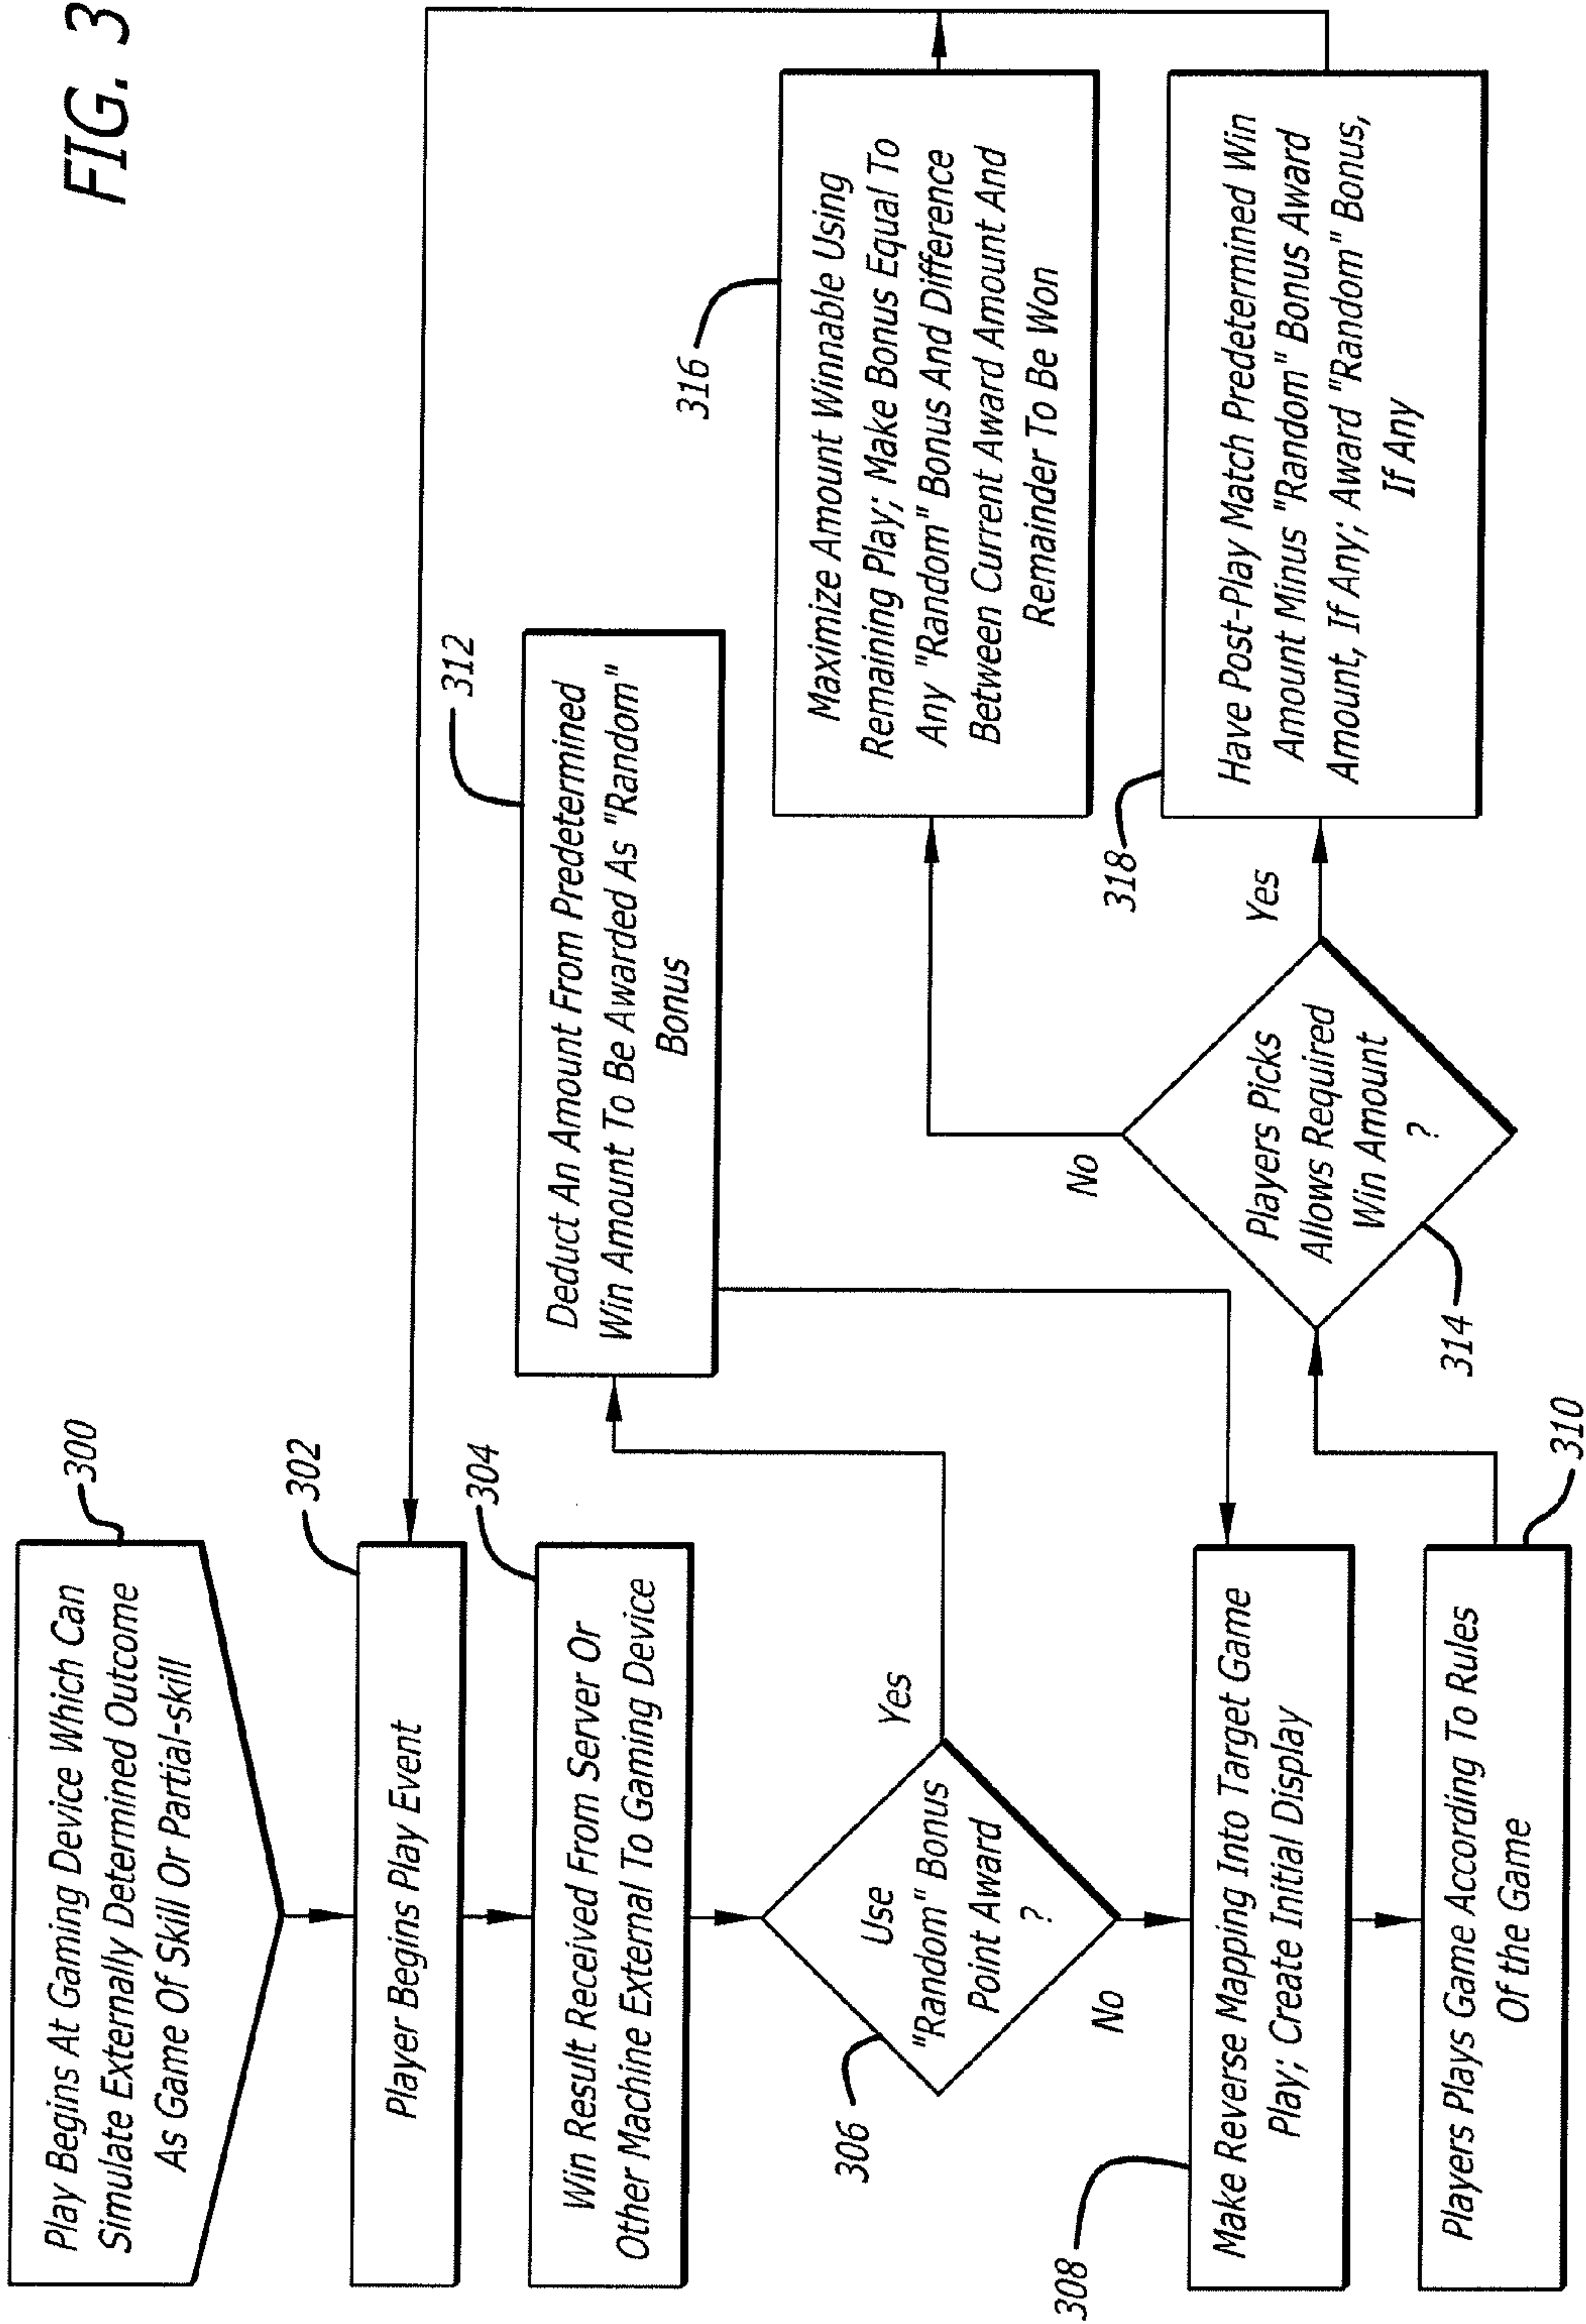 FIG. 3
300
Play Begins At Gaming Device Which Can
Simulate Externally Determined Outcome
As Game Of Skill Or Partial-skill
302
Player Begins Play Event
304
Win Result Received From Server Or
Other Machine External To Gaming Device
306
Use
"Random" Bonus
Point Award
?
Yes
No
312
Deduct An Amount From Predetermined
Win Amount To Be Awarded As "Random"
Bonus
308
Make Reverse Mapping Into Target Game
Play; Create Initial Display
310
Players Plays Game According To Rules
Of the Game
314
Players Picks
Allows Required
Win Amount
?
No
Yes
316
Maximize Amount Winnable Using
Remaining Play; Make Bonus Equal To
Any "Random" Bonus And Difference
Between Current Award Amount And
Remainder To Be Won
318
Have Post-Play Match Predetermined Win
Amount Minus "Random" Bonus Award
Amount, If Any; Award "Random" Bonus,
If Any